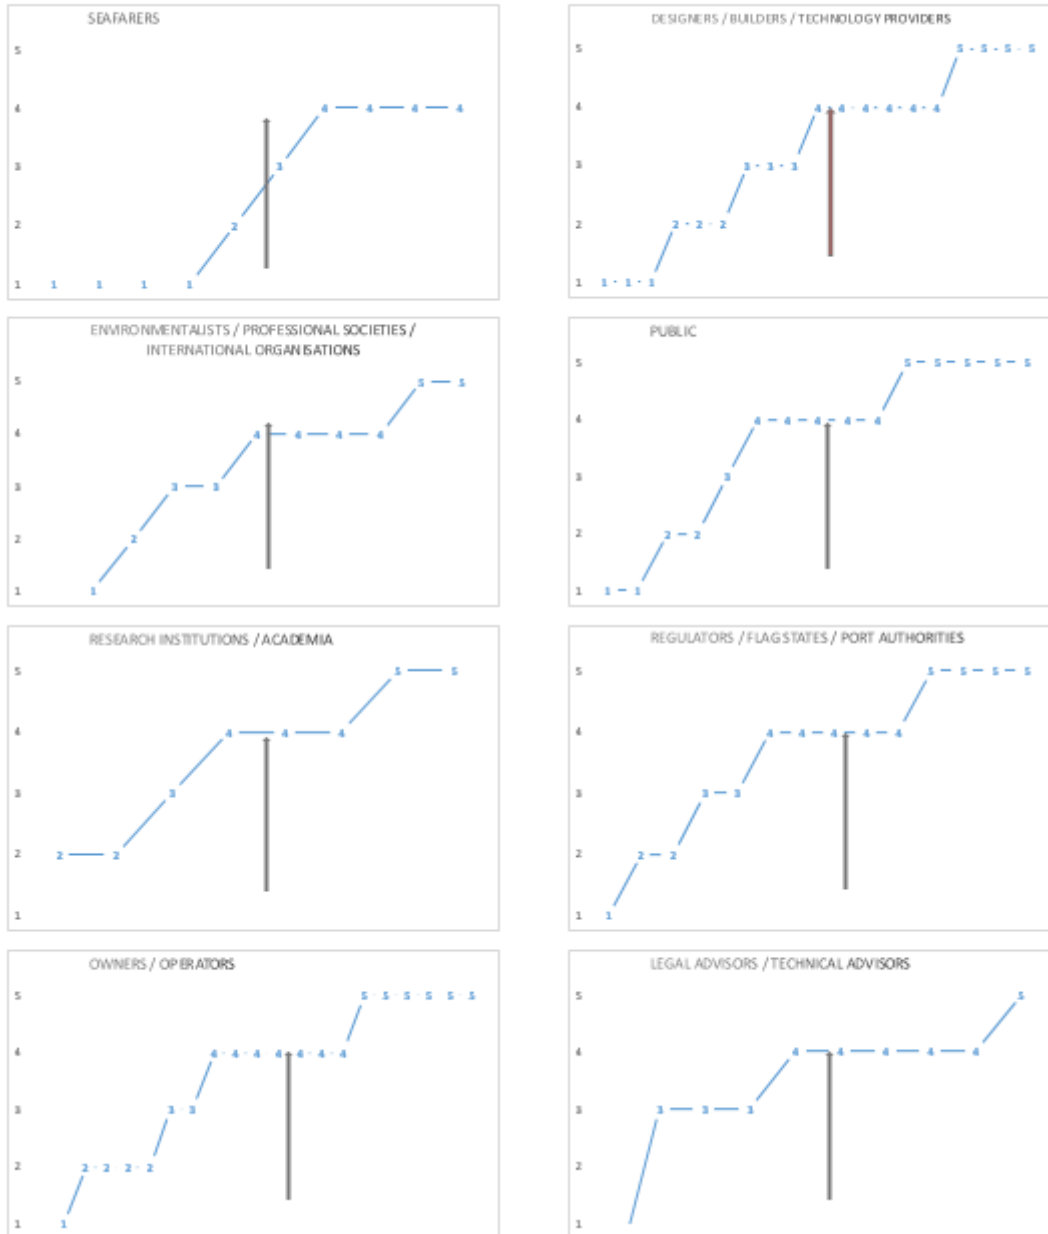 SEAFARERS
5
4 4 4 4 4
3 3
2 2
1 1 1 1 1
DESIGNERS / BUILDERS / TECHNOLOGY PROVIDERS
5 5 5 5 5
4 4 4 4 4 4 4
3 3 3 3
2 2 2 2
1 1 1 1
ENVIRONMENTALISTS / PROFESSIONAL SOCIETIES /
INTERNATIONAL ORGANISATIONS
5 5 5
4 4 4 4 4
3 3 3
2 2
1 1
PUBLIC
5 5 5 5 5 5
4 4 4 4 4 4
3 3
2 2 2
1 1 1
RESEARCH INSTITUTIONS / ACADEMIA
5 5 5
4 4 4 4
3 3
2 2 2
1
REGULATORS / FLAG STATES / PORT AUTHORITIES
5 5 5 5 5
4 4 4 4 4 4
3 3 3
2 2 2
1 1
OWNERS / OPERATORS
5 5 5 5 5 5 5
4 4 4 4 4 4 4 4
3 3 3
2 2 2 2 2
1 1
LEGAL ADVISORS / TECHNICAL ADVISORS
5 5
4 4 4 4 4 4
3 3 3 3
2
1